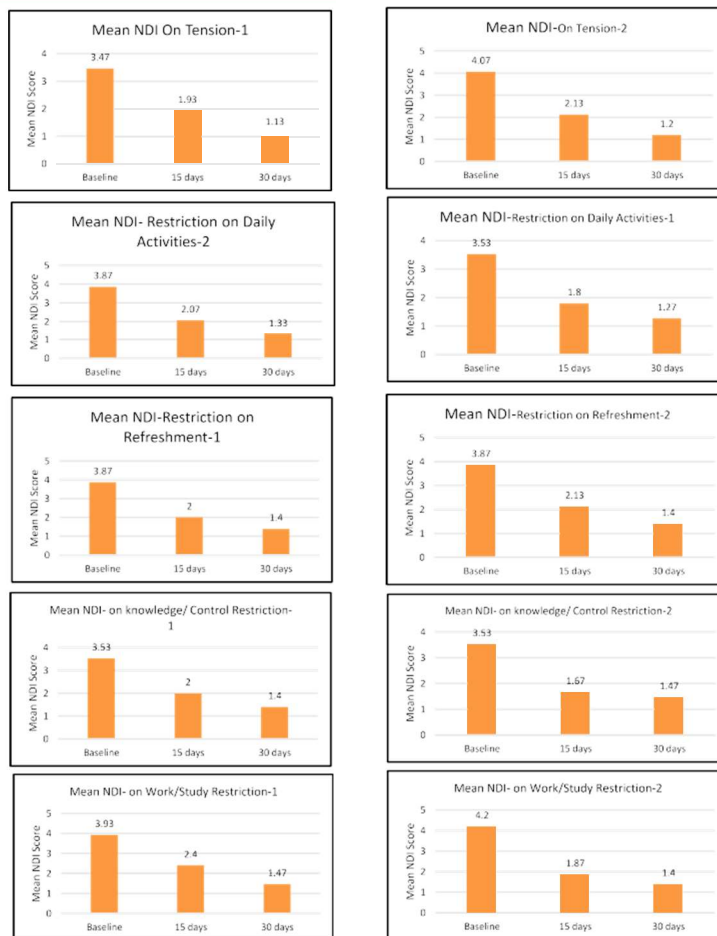 Mean NDI On Tension-1
Mean NDI Score
4
3
2
1
0
3.47
1.93
1.13
Baseline 15 days 30 days
Mean NDI-On Tension-2
Mean NDI Score
5
4
3
2
1
0
4.07
2.13
1.2
Baseline 15 days 30 days
Mean NDI- Restriction on Daily
Activities-2
Mean NDI Score
5
4
3
2
1
0
3.87
2.07
1.33
Baseline 15 days 30 days
Mean NDI-Restriction on Daily Activities-1
Mean NDI Score
4
3
2
1
0
3.53
1.8
1.27
Baseline 15 days 30 days
Mean NDI-Restriction on
Refreshment-1
Mean NDI Score
5
4
3
2
1
0
3.87
2
1.4
Baseline 15 days 30 days
Mean NDI-Restriction on Refreshment-2
Mean NDI Score
5
4
3
2
1
0
3.87
2.13
1.4
Baseline 15 days 30 days
Mean NDI- on knowledge/ Control Restriction-
1
Mean NDI Score
4
3
2
1
0
3.53
2
1.4
Baseline 15 days 30 days
Mean NDI- on knowledge/ Control Restriction-2
Mean NDI Score
4
3
2
1
0
3.53
1.67
1.47
Baseline 15 days 30 days
Mean NDI- on Work/Study Restriction-1
Mean NDI Score
5
4
3
2
1
0
3.93
2.4
1.47
Baseline 15 days 30 days
Mean NDI- on Work/Study Restriction-2
Mean NDI Score
5
4
3
2
1
0
4.2
1.87
1.4
Baseline 15 days 30 days